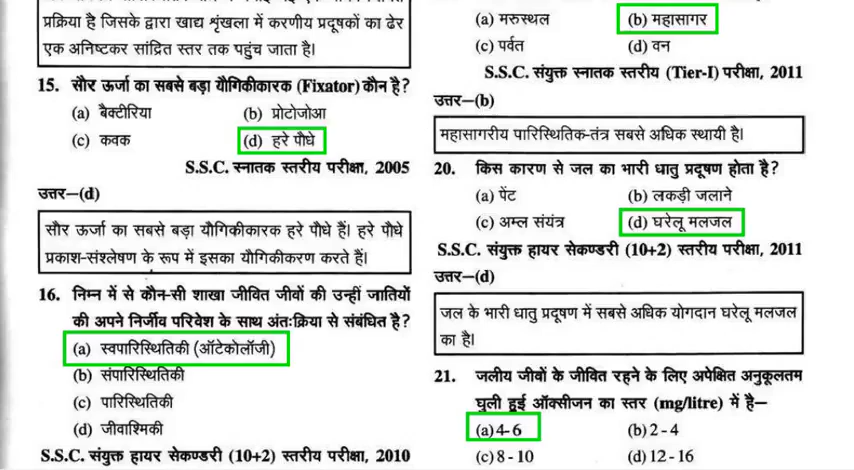 प्रक्रिया है जिसके द्वारा खाद्य शृंखला में करणीय प्रदूषकों का ढेर
एक अनिष्टकर सांद्रित स्तर तक पहुंच जाता है।
15. सौर ऊर्जा का सबसे बड़ा यौगिकीकारक (Fixator) कौन है?
(a) बैक्टीरिया (b) प्रोटोजोआ
(c) कवक (d) हरे पौधे
S.S.C. स्नातक स्तरीय परीक्षा, 2005
उत्तर—(d)
सौर ऊर्जा का सबसे बड़ा यौगिकीकारक हरे पौधे हैं। हरे पौधे
प्रकाश-संश्लेषण के रूप में इसका यौगिकीकरण करते हैं।
16. निम्न में से कौन-सी शाखा जीवित जीवों की उन्हीं जातियों
की अपने निर्जीव परिवेश के साथ अंतःक्रिया से संबंधित है?
(a) स्वपारिस्थितिकी (ऑटेकोलॉजी)
(b) संपारिस्थितिकी
(c) पारिस्थितिकी
(d) जीवाश्मिकी
S.S.C. संयुक्त हायर सेकण्डरी (10+2) स्तरीय परीक्षा, 2010
(a) मरुस्थल (b) महासागर
(c) पर्वत (d) वन
S.S.C. संयुक्त स्नातक स्तरीय (Tier-I) परीक्षा, 2011
उत्तर—(b)
महासागरीय पारिस्थितिक-तंत्र सबसे अधिक स्थायी है।
20. किस कारण से जल का भारी धातु प्रदूषण होता है?
(a) पेंट (b) लकड़ी जलाने
(c) अम्ल संयंत्र (d) घरेलू मलजल
S.S.C. संयुक्त हायर सेकण्डरी (10+2) स्तरीय परीक्षा, 2011
उत्तर—(d)
जल के भारी धातु प्रदूषण में सबसे अधिक योगदान घरेलू मलजल
का है।
21. जलीय जीवों के जीवित रहने के लिए अपेक्षित अनुकूलतम
घुली हुई ऑक्सीजन का स्तर (mg/litre) में है—
(a) 4- 6 (b) 2 - 4
(c) 8 - 10 (d) 12 - 16